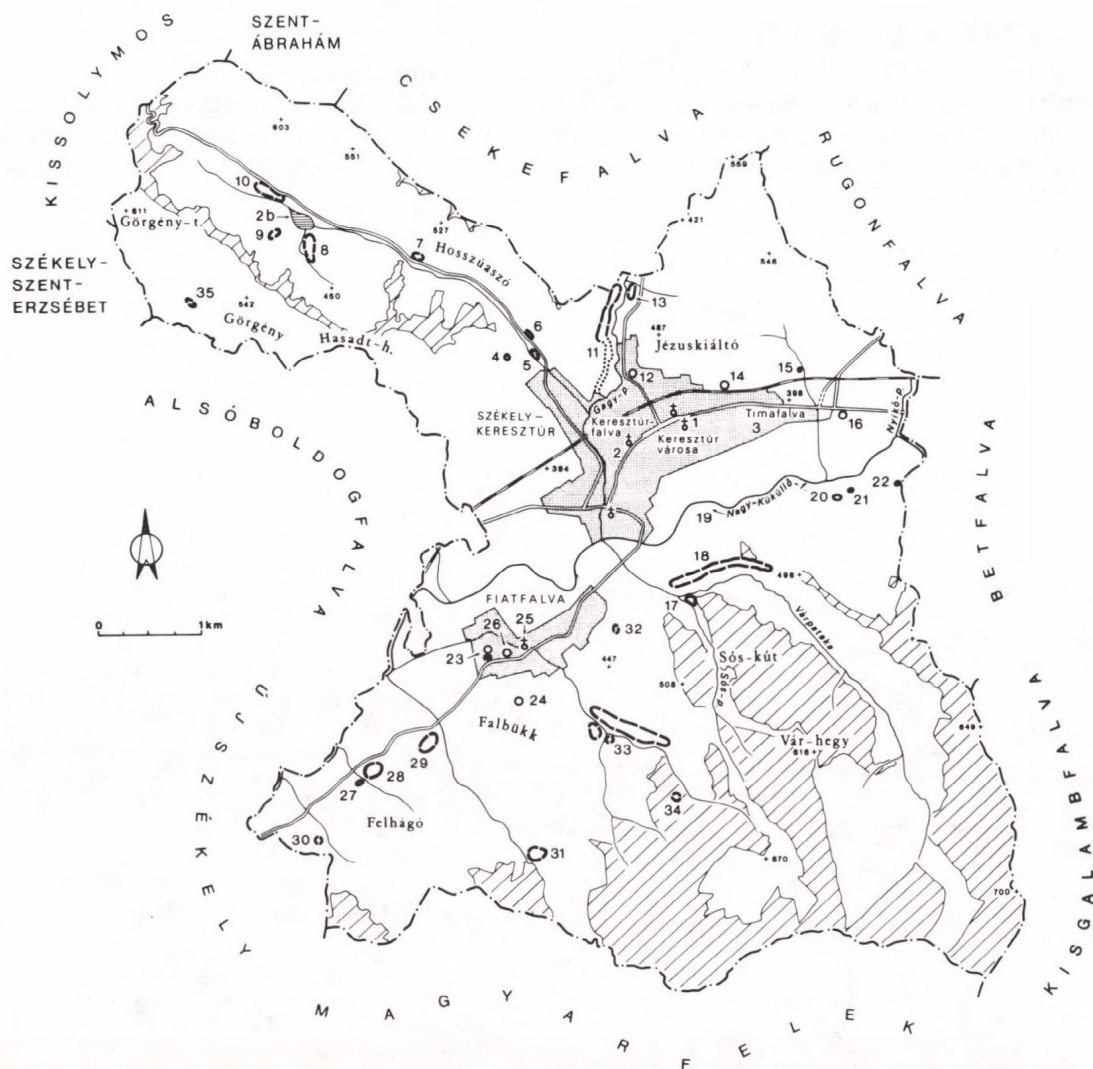 SZENT-
ÁBRAHÁM
KISSOLYMOS
CSEKEFALVA
RUGONFALVA
603
551
559
10
2b
611
Görgény-t.
9
8
7
527
Hosszúaszó
421
546
SZÉKELY-
SZENT-
ERZSÉBET
35
542
450
Görgény
Hasadt-h.
6
4
5
13
487
11
Jézuskiáltó
12
14
15
398
ALSÓBOLDOGFALVA
SZÉKELY-
KERESZTÚR
Gagy-p.
Keresztúr-
falva
1
Timafalva
3
16
Nyikó-p.
2
Keresztúr
városa
394
22
20
21
19
Nagy-Küküllő
BETFALVA
0
1km
18
496
17
Várpataka
FIATFALVA
26
25
23
32
447
Sós-kút
508
Sós-p.
24
Falbükk
649
Vár-hegy
616
33
29
28
27
Felhágó
34
30
31
670
700
ÚJSZÉKELY
KISGALAMBFALVA
MAGYARFELEK